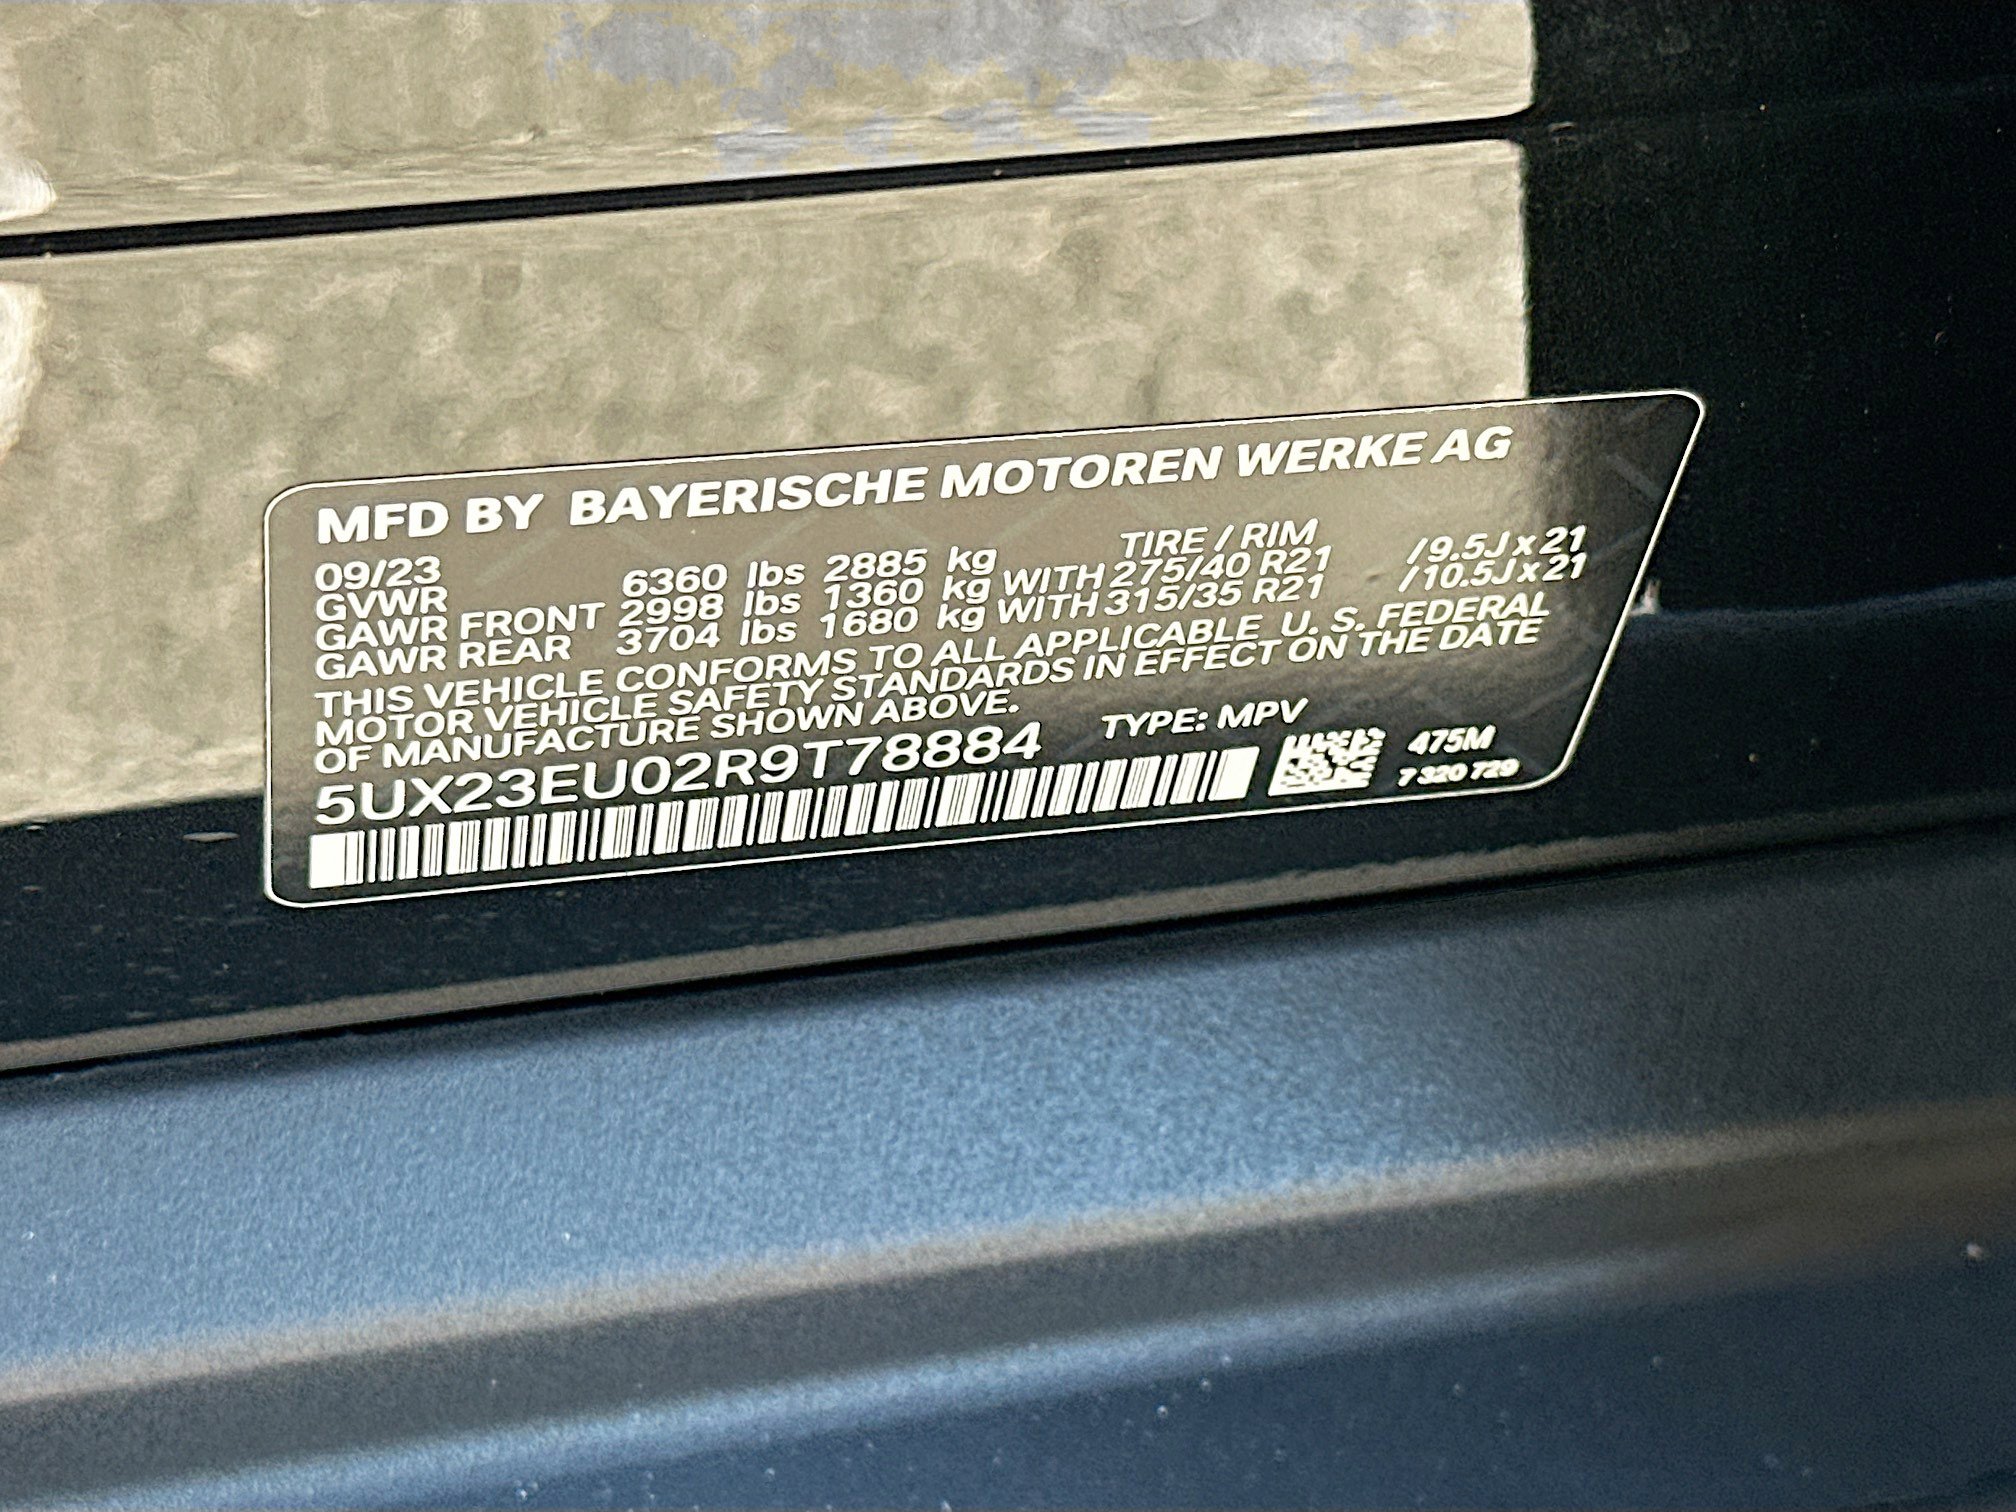 MFD BY BAYERISCHE MOTOREN WERKE AG
09/23 TIRE / RIM
GVWR 6360 lbs 2885 kg
GAWR FRONT 2998 lbs 1360 kg WITH 275/40 R21 /9.5J x 21
GAWR REAR 3704 lbs 1680 kg WITH 315/35 R21 /10.5J x 21
THIS VEHICLE CONFORMS TO ALL APPLICABLE U. S. FEDERAL
MOTOR VEHICLE SAFETY STANDARDS IN EFFECT ON THE DATE
OF MANUFACTURE SHOWN ABOVE.
5UX23EU02R9T78884 TYPE: MPV
475M
7 320 729